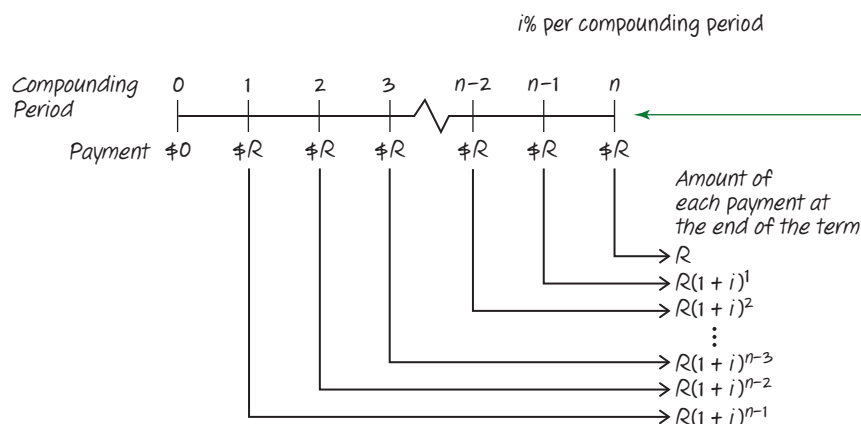 i% per compounding period
Compounding Period 0 1 2 3 n-2 n-1 n
Payment $0 $R $R $R $R $R $R
Amount of
each payment at
the end of the term
R
R(1 + i)¹
R(1 + i)²
⋮
R(1 + i)ⁿ⁻³
R(1 + i)ⁿ⁻²
R(1 + i)ⁿ⁻¹